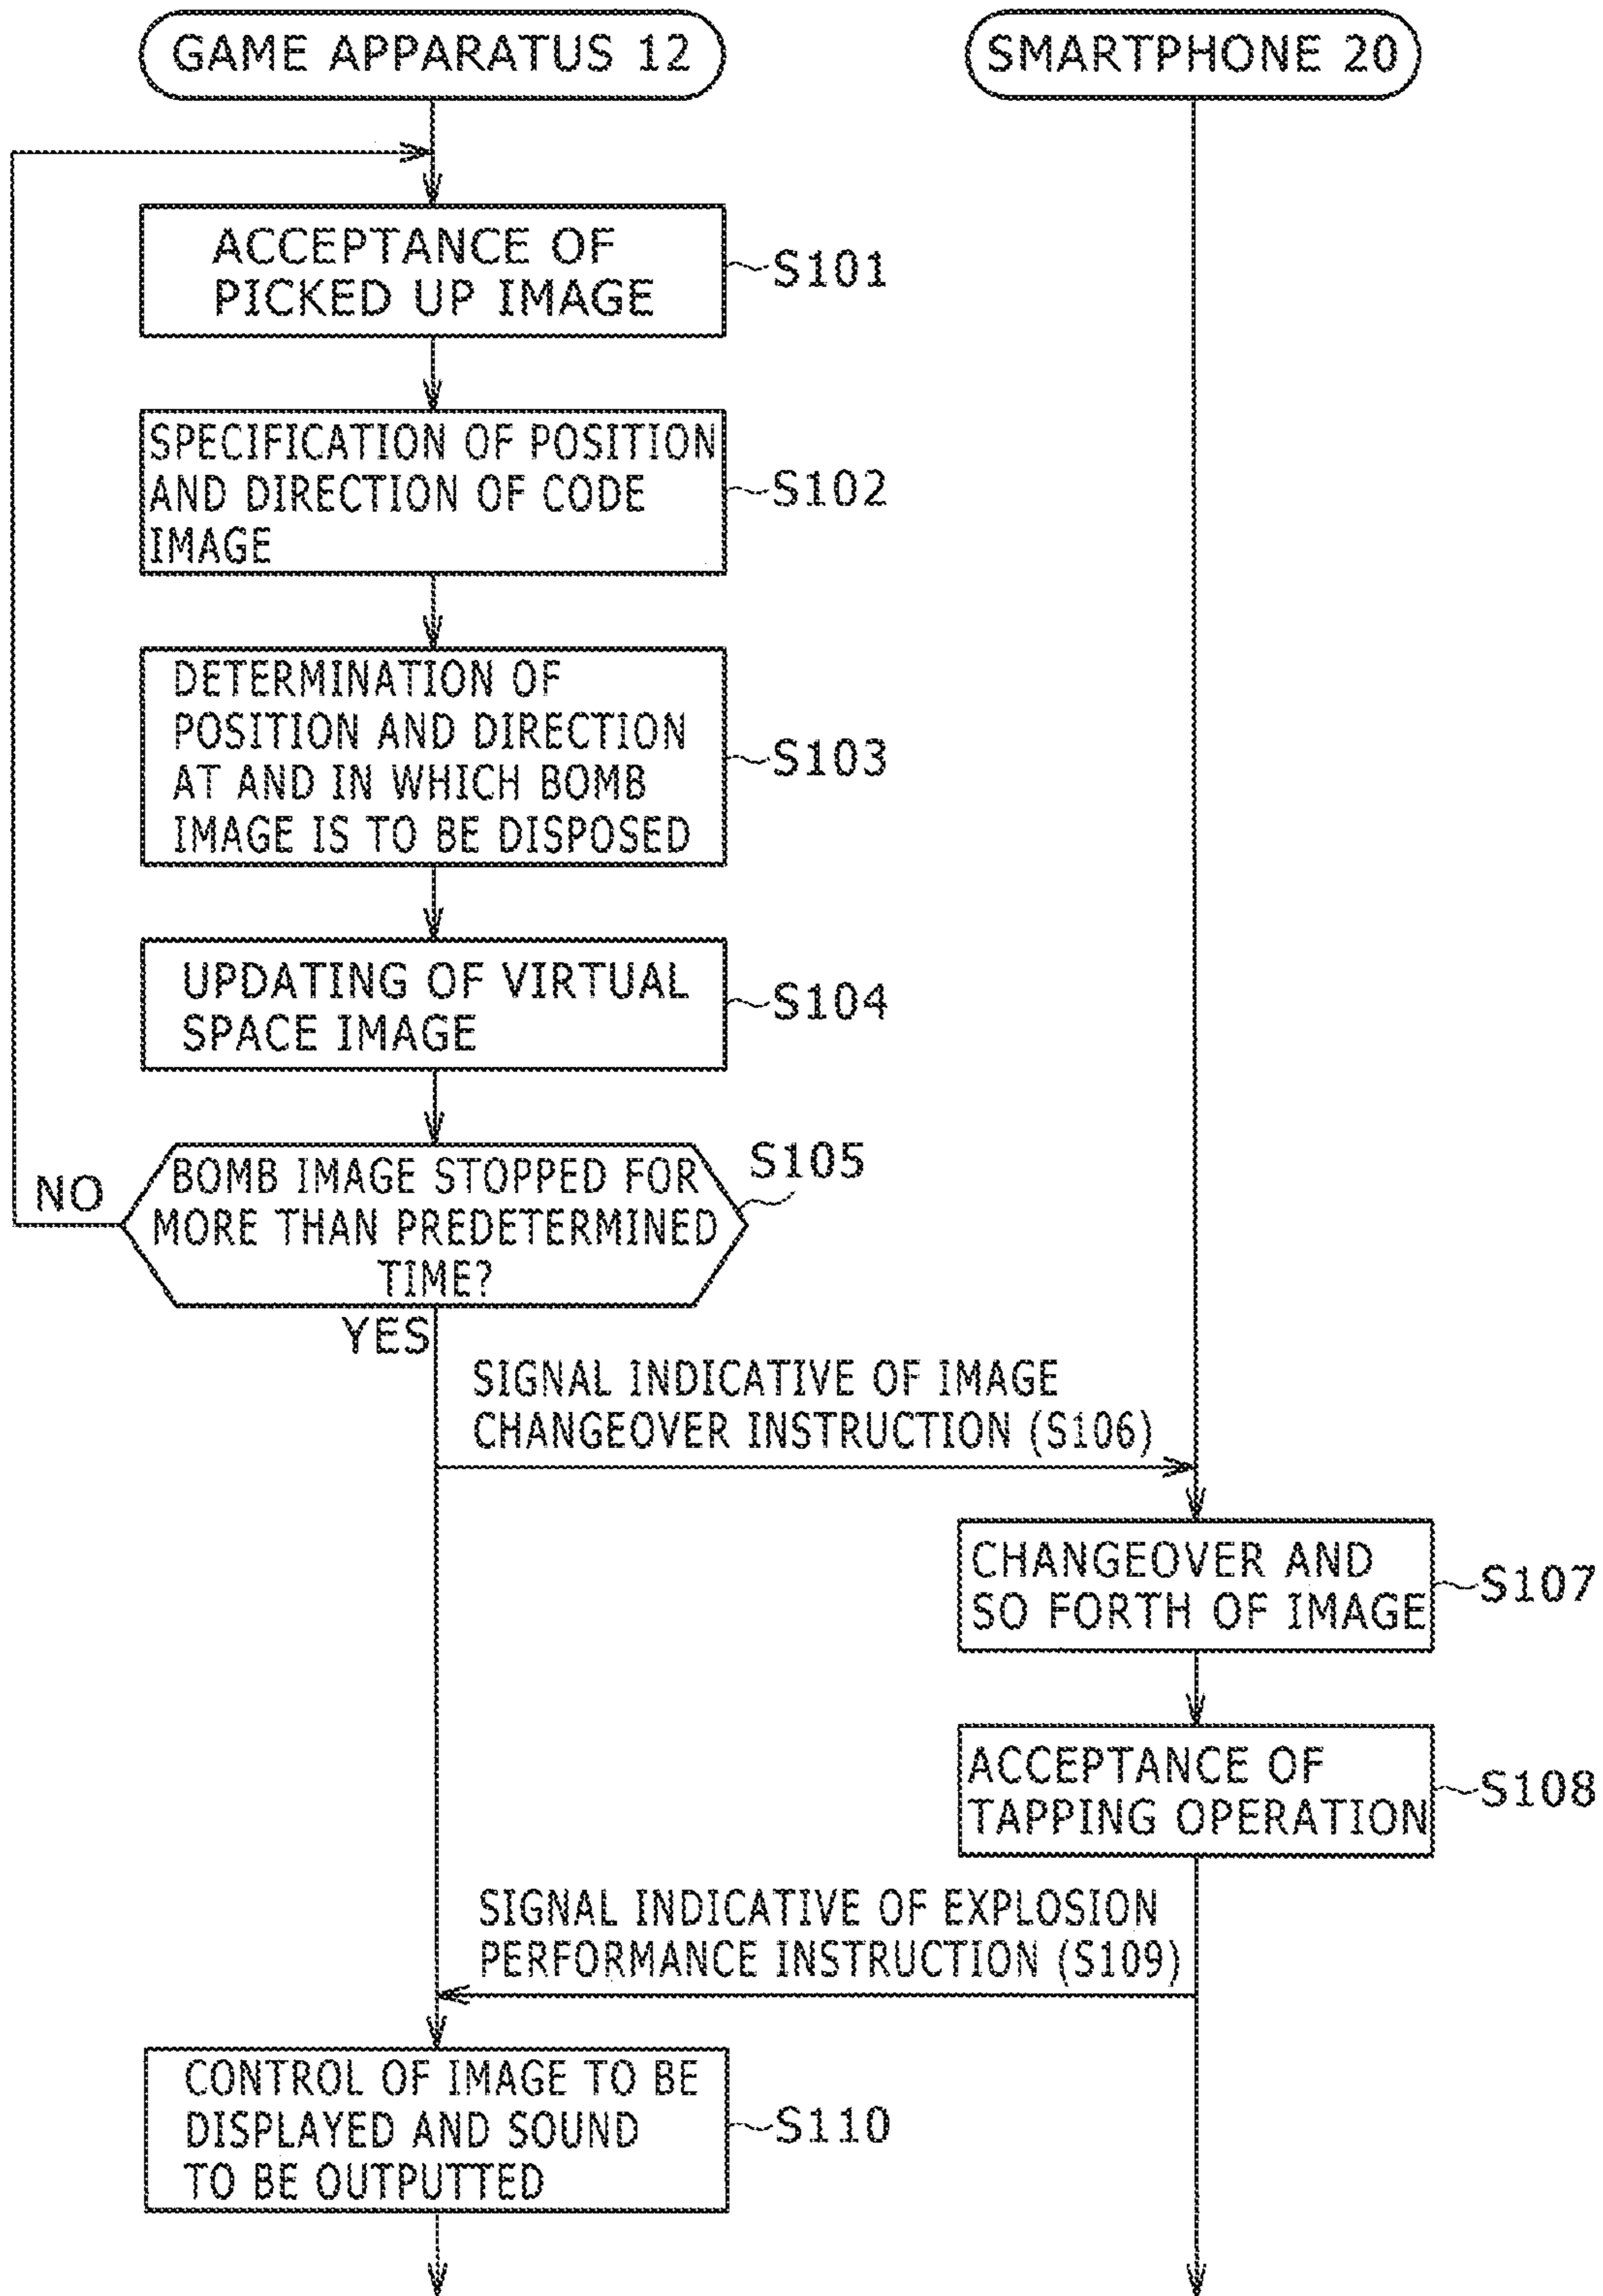 GAME APPARATUS 12
SMARTPHONE 20
ACCEPTANCE OF
PICKED UP IMAGE
S101
SPECIFICATION OF POSITION
AND DIRECTION OF CODE
IMAGE
S102
DETERMINATION OF
POSITION AND DIRECTION
AT AND IN WHICH BOMB
IMAGE IS TO BE DISPOSED
S103
UPDATING OF VIRTUAL
SPACE IMAGE
S104
BOMB IMAGE STOPPED FOR
MORE THAN PREDETERMINED
TIME?
S105
NO
YES
SIGNAL INDICATIVE OF IMAGE
CHANGEOVER INSTRUCTION (S106)
CHANGEOVER AND
SO FORTH OF IMAGE
S107
ACCEPTANCE OF
TAPPING OPERATION
S108
SIGNAL INDICATIVE OF EXPLOSION
PERFORMANCE INSTRUCTION (S109)
CONTROL OF IMAGE TO BE
DISPLAYED AND SOUND
TO BE OUTPUTTED
S110